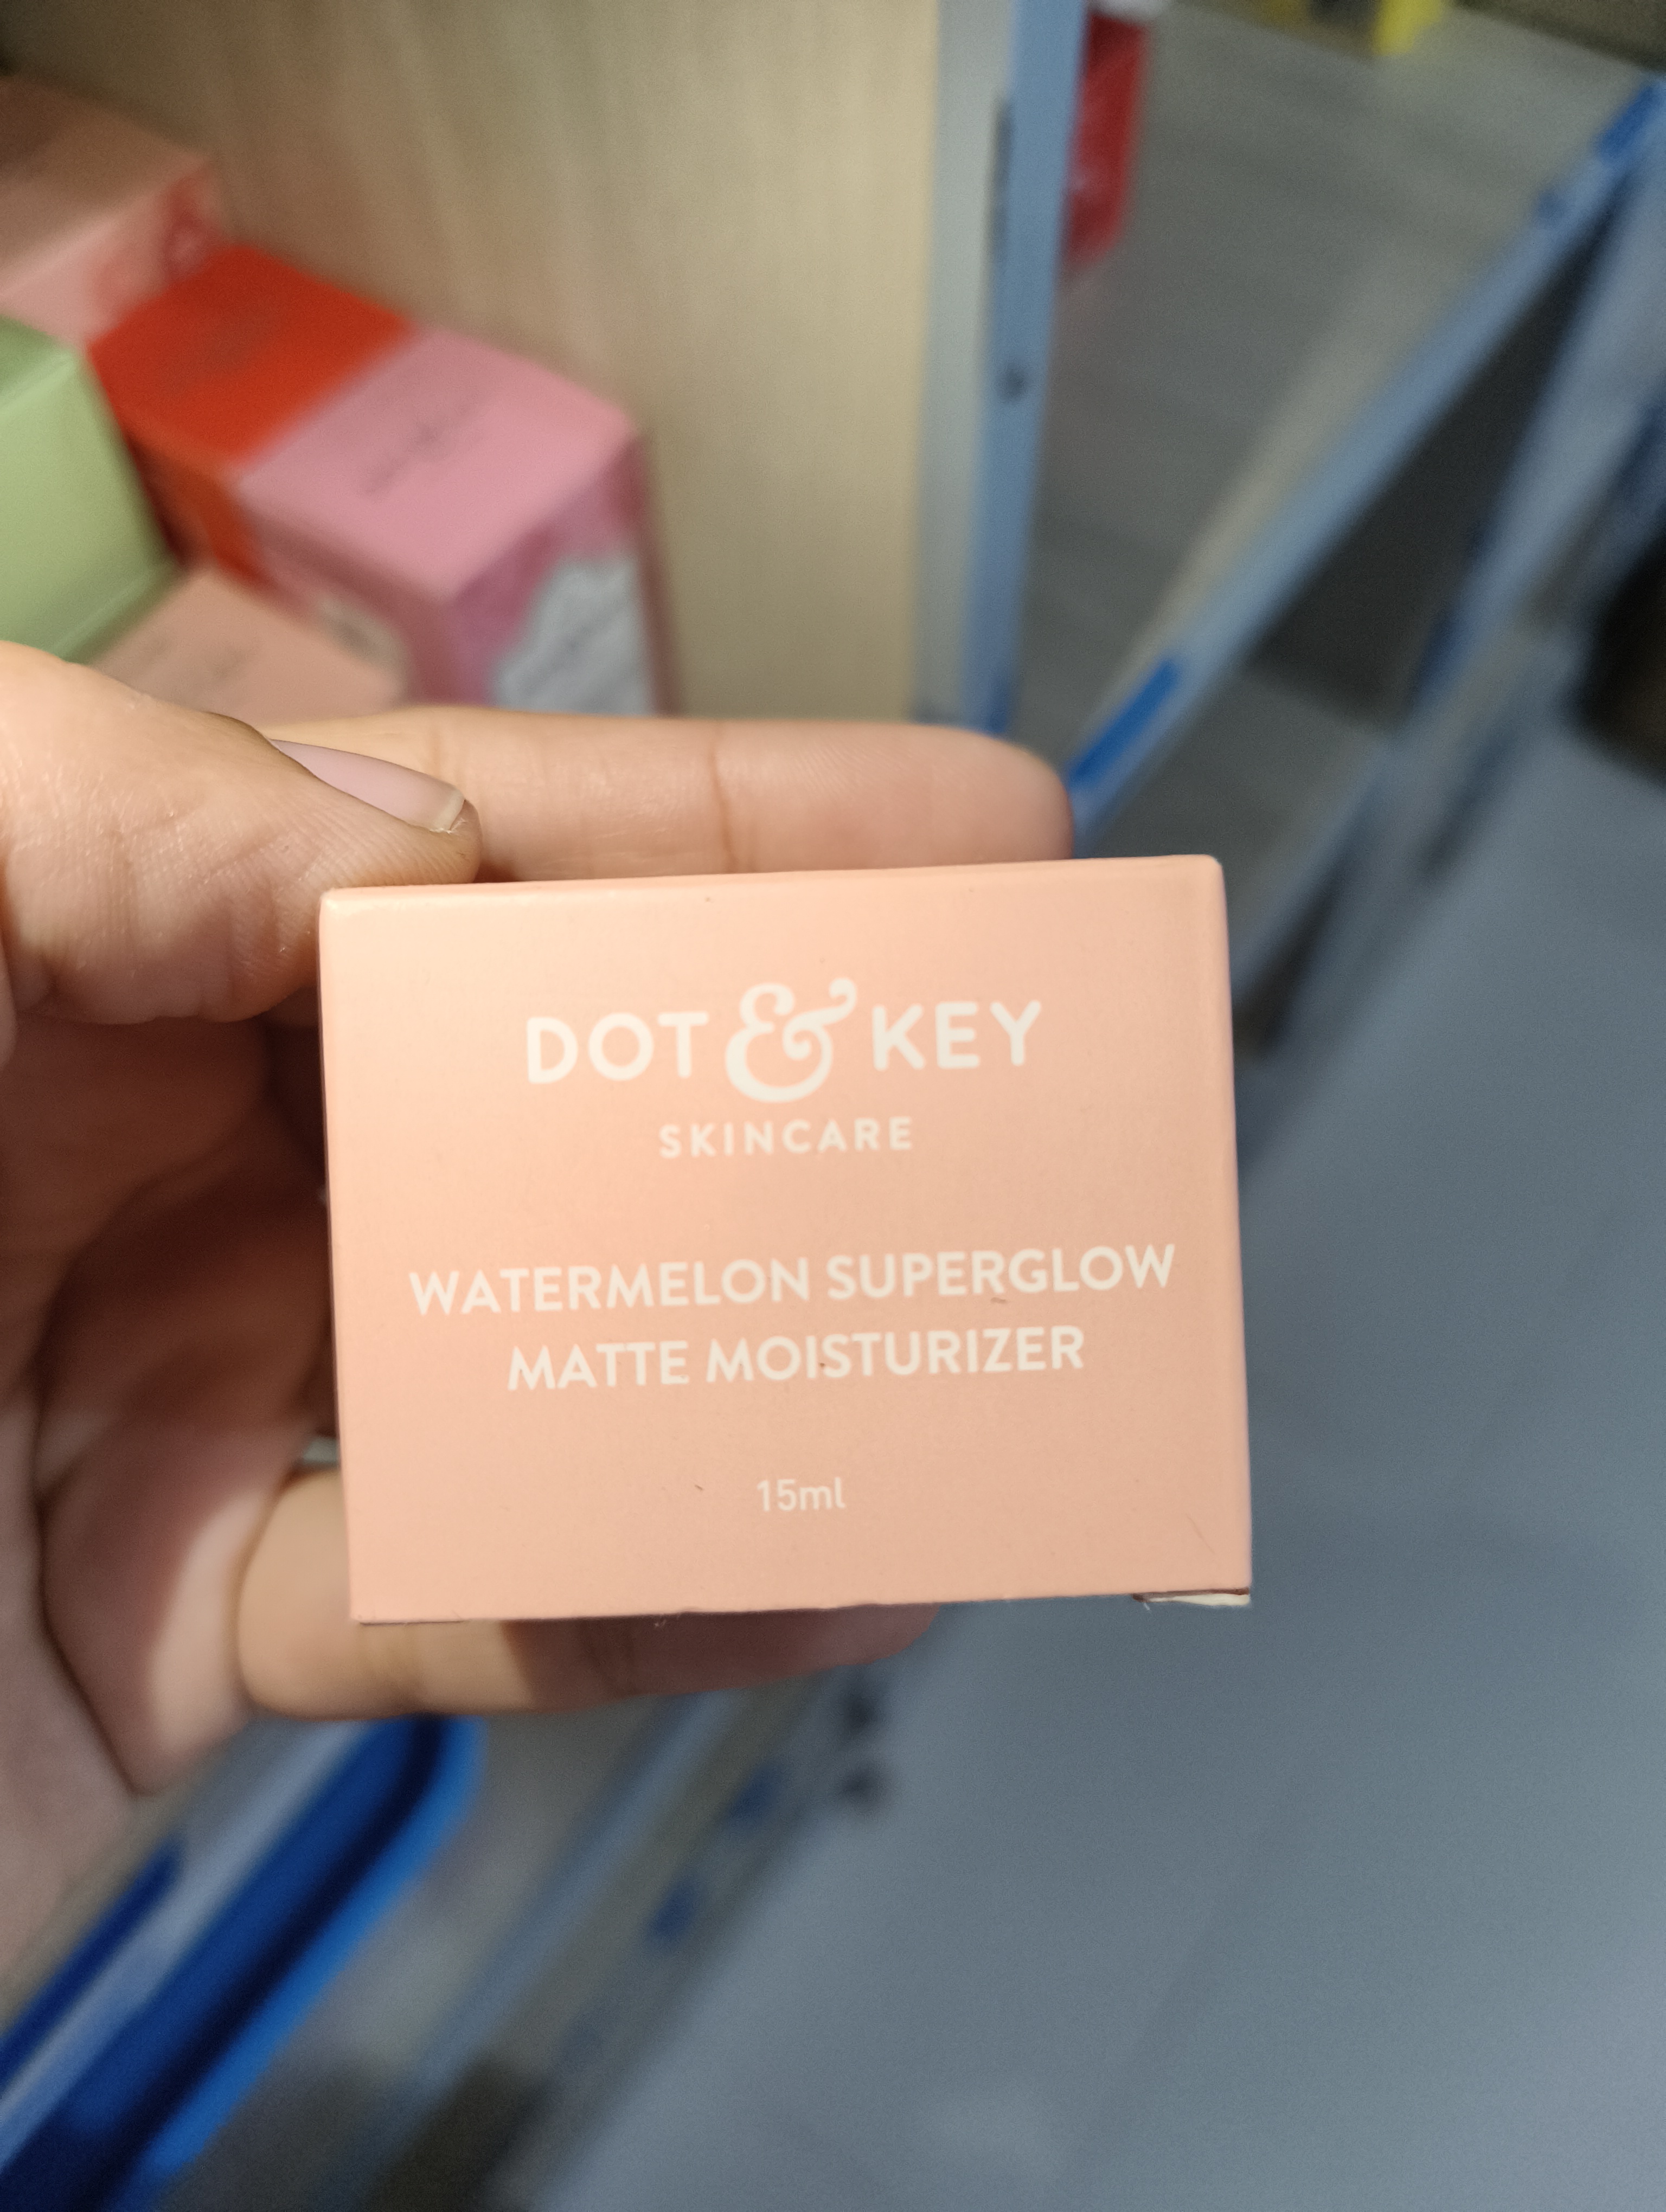 DOT & KEY
SKINCARE
WATERMELON SUPERGLOW
MATTE MOISTURIZER
15ml